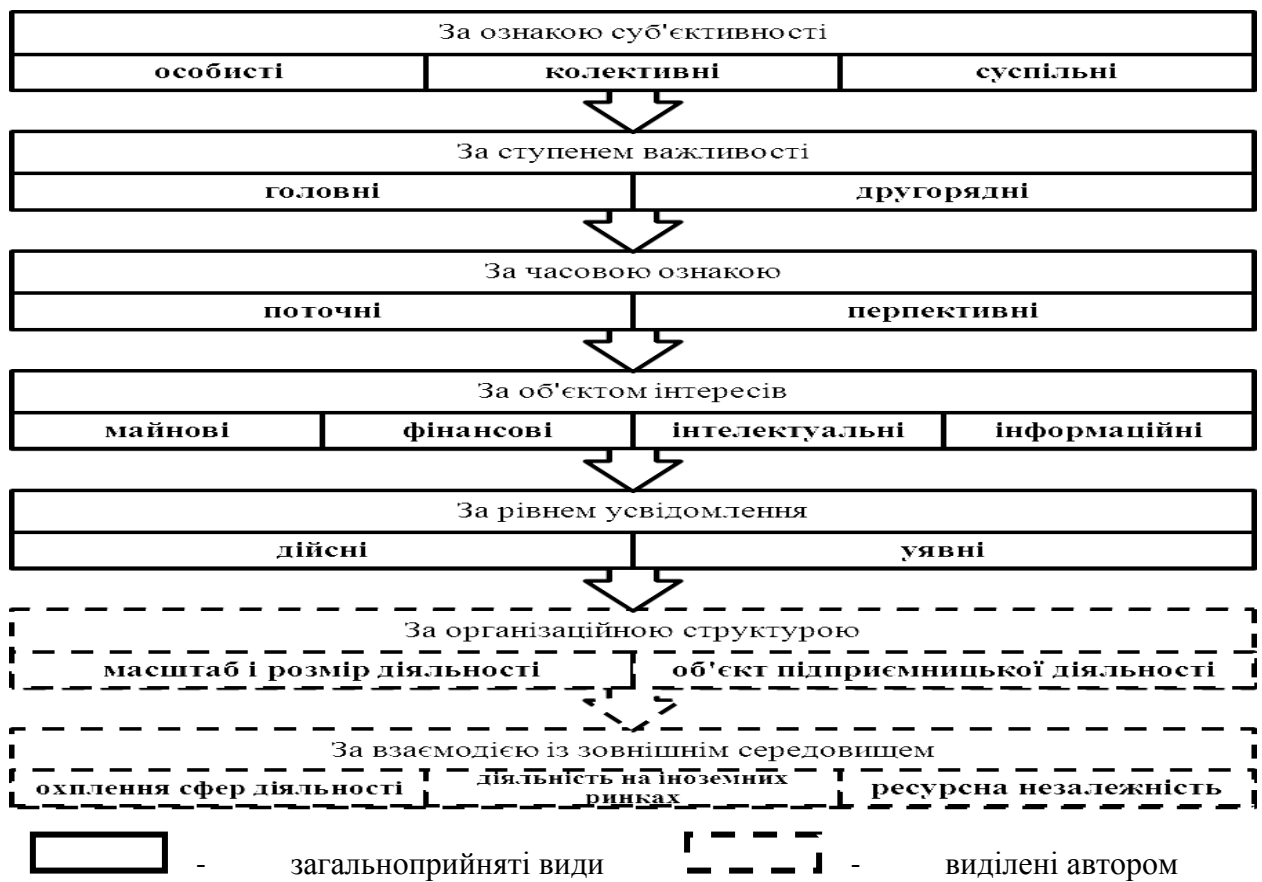 За ознакою суб'єктивності
особисті колективні суспільні
За ступенем важливості
головні другорядні
За часовою ознакою
поточні перпективні
За об'єктом інтересів
майнові фінансові інтелектуальні інформаційні
За рівнем усвідомлення
дійсні уявні
За організаційною структурою
масштаб і розмір діяльності об'єкт підприємницької діяльності
За взаємодією із зовнішнім середовищем
охплення сфер діяльності діяльність на іноземних ринках ресурсна незалежність
- загальноприйняті види - виділені автором